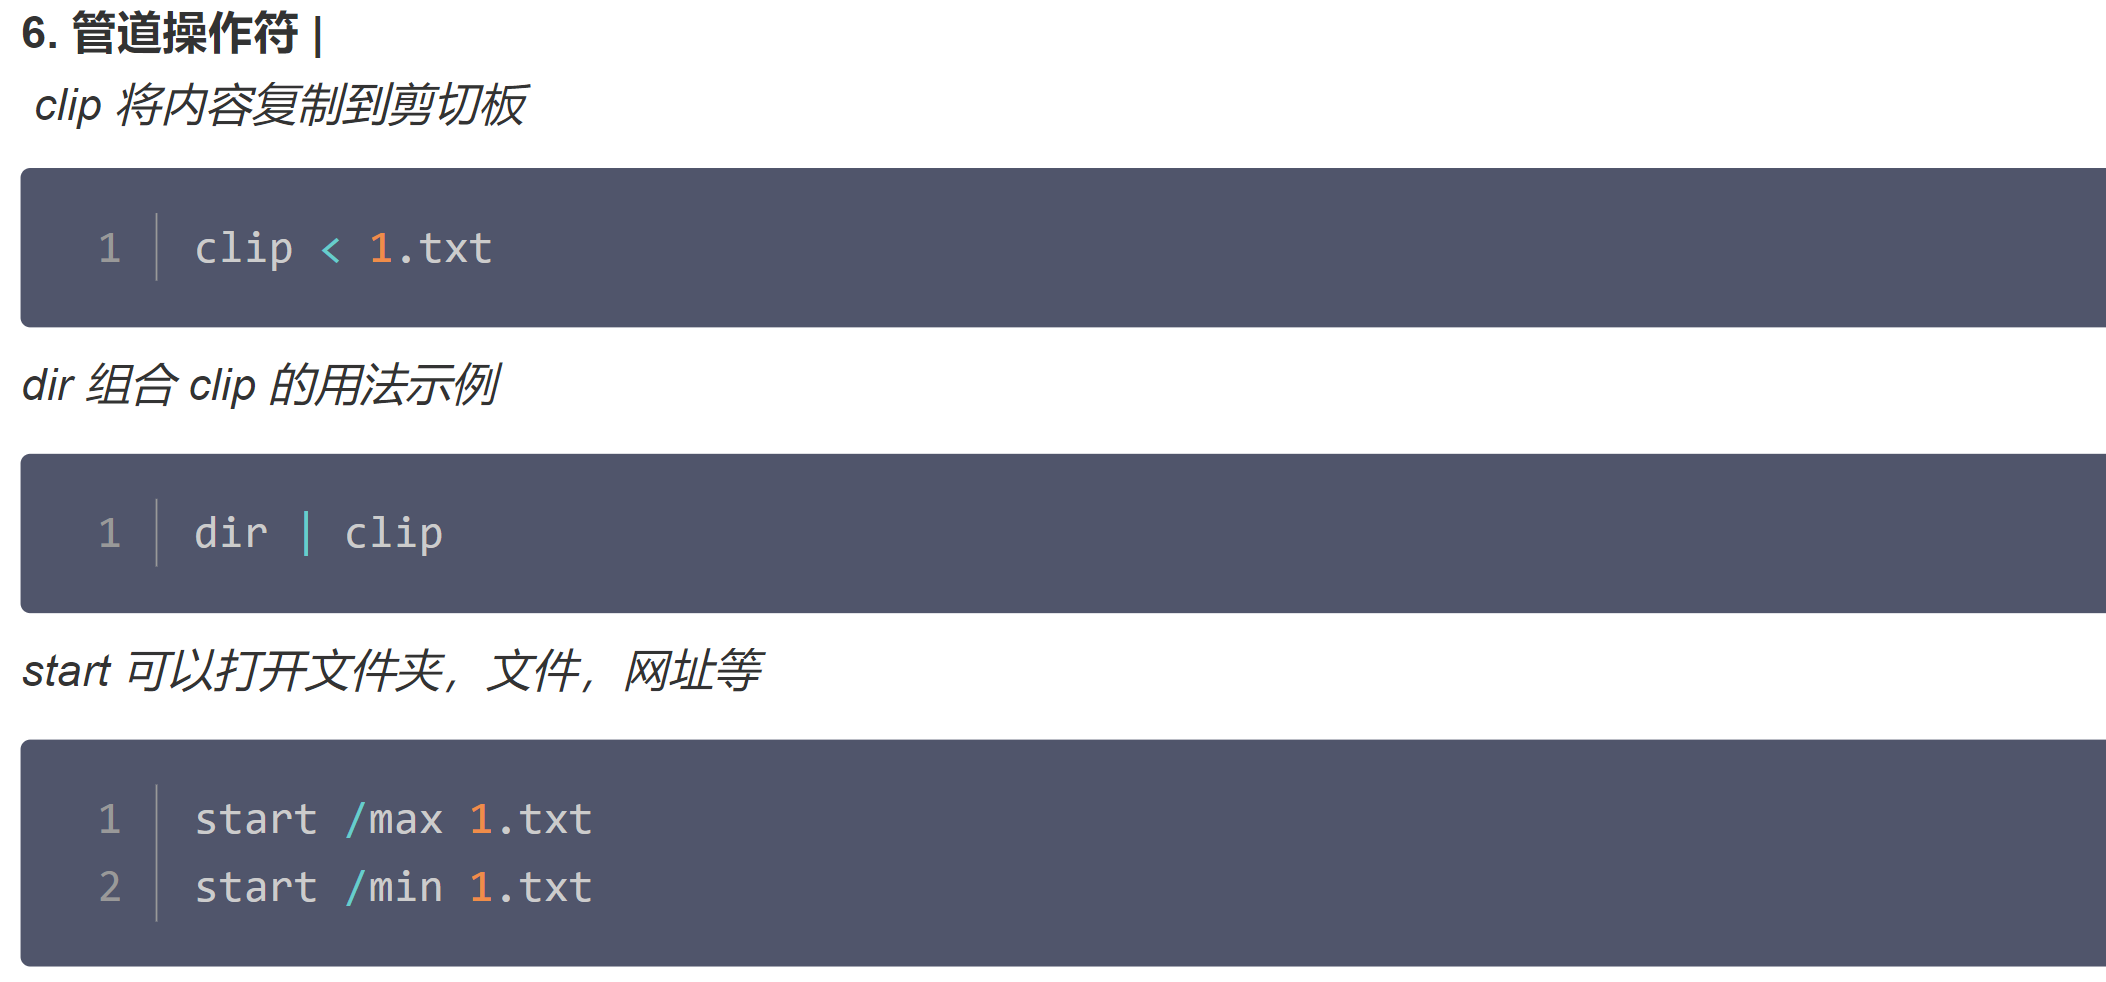 6. 管道操作符 |
clip 将内容复制到剪切板
1 clip < 1.txt
dir 组合 clip 的用法示例
1 dir | clip
start 可以打开文件夹，文件，网址等
1 start /max 1.txt
2 start /min 1.txt